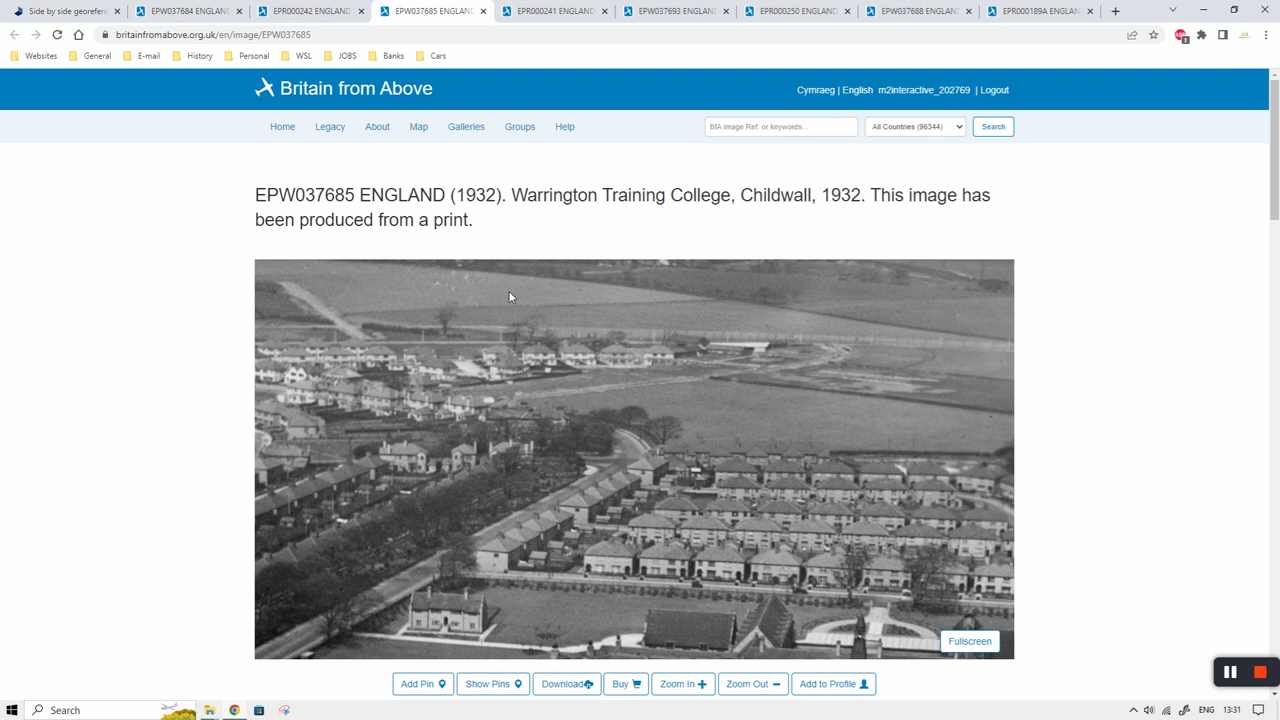 Side by side georefere
EPW037684 ENGLAND
EPR000242 ENGLAND
EPW037685 ENGLAND
EPR000241 ENGLAND
EPW037693 ENGLAND
EPR000250 ENGLAND
EPW037688 ENGLAND
EPR000189A ENGLAN
britainfromabove.org.uk/en/image/EPW037685
Websites General E-mail History Personal WSL JOBS Banks Cars
Britain from Above
Cymraeg | English m2interactive_202769 | Logout
Home Legacy About Map Galleries Groups Help
BfA image Ref. or keywords... All Countries (96344) Search
EPW037685 ENGLAND (1932). Warrington Training College, Childwall, 1932. This image has
been produced from a print.
Fullscreen
Add Pin Show Pins Download Buy Zoom In Zoom Out Add to Profile
Search
ENG 13:31